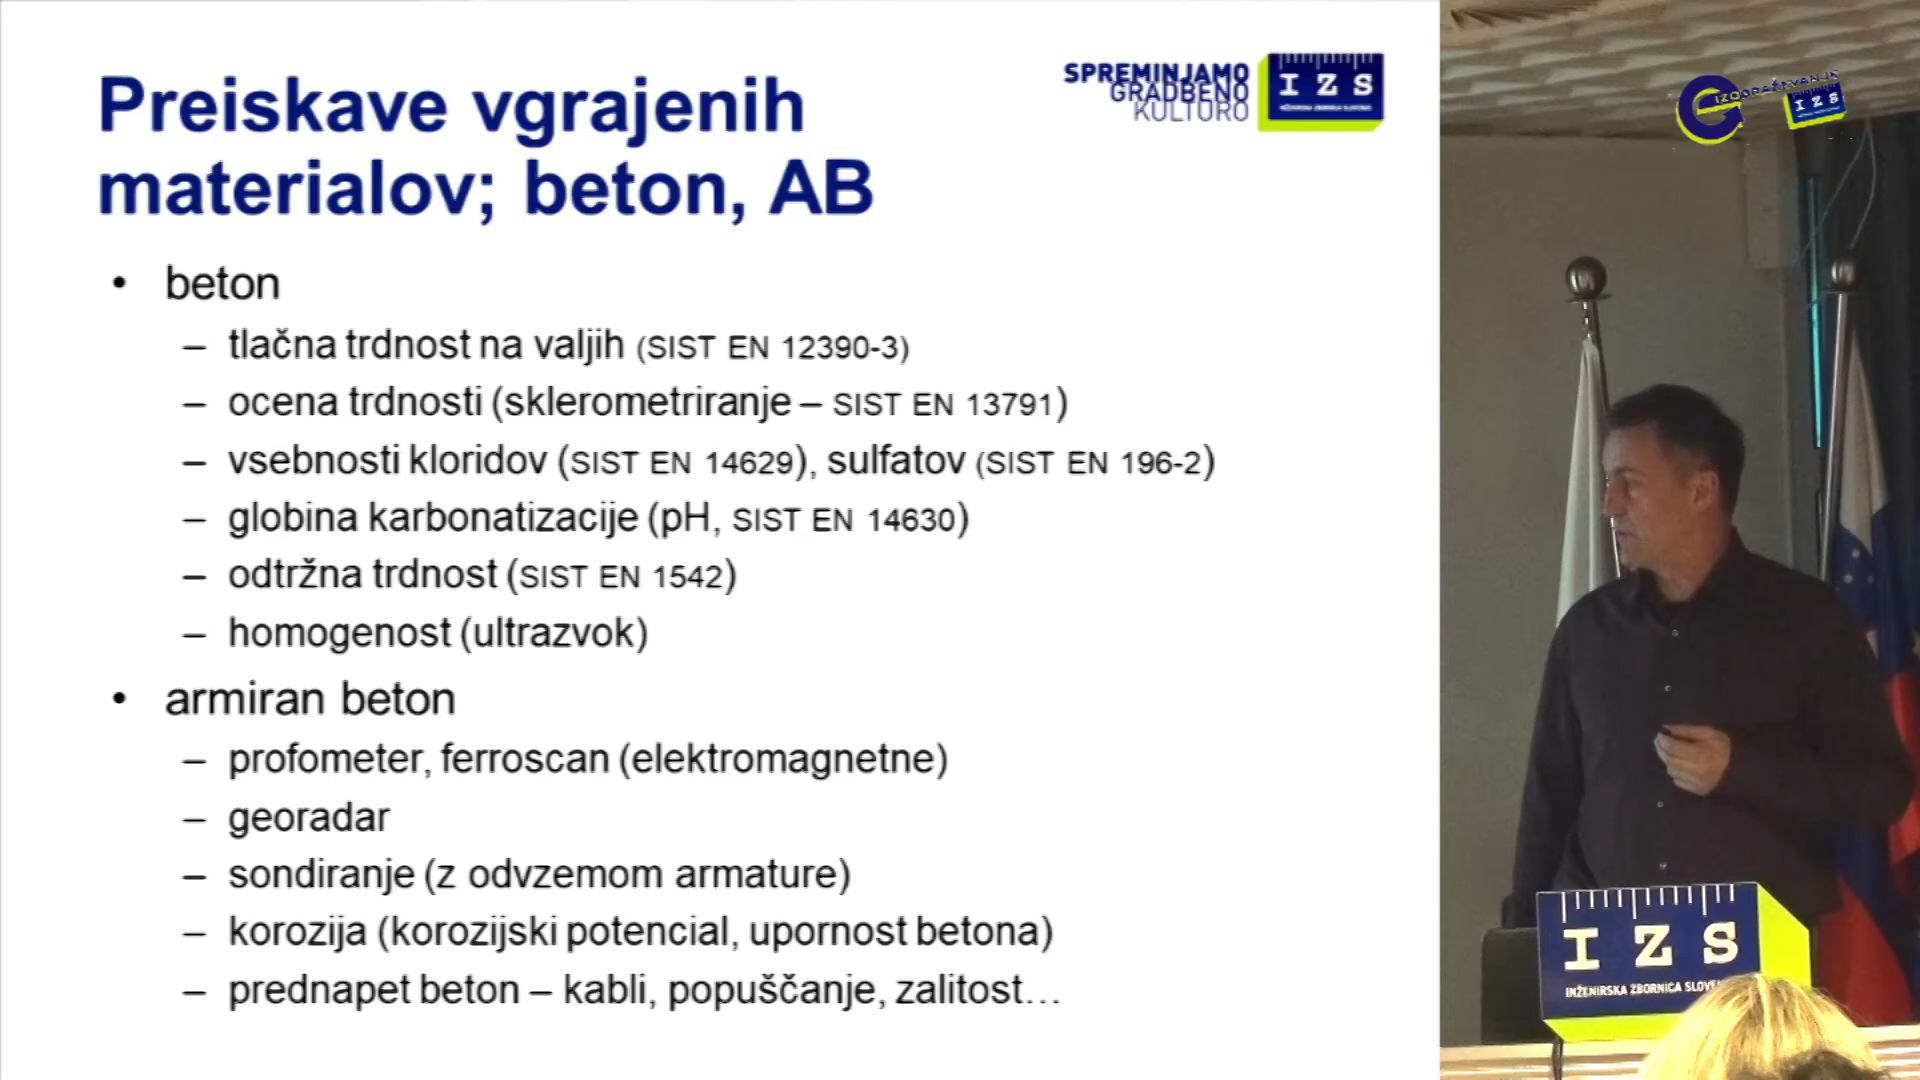 Preiskave vgrajenih
materialov; beton, AB
SPREMINJAMO
GRADBENO
KULTURO
IZS
INŽENIRSKA ZBORNICA SLOVENIJE
• beton
– tlačna trdnost na valjih (SIST EN 12390-3)
– ocena trdnosti (sklerometriranje – SIST EN 13791)
– vsebnosti kloridov (SIST EN 14629), sulfatov (SIST EN 196-2)
– globina karbonatizacije (pH, SIST EN 14630)
– odtržna trdnost (SIST EN 1542)
– homogenost (ultrazvok)
• armiran beton
– profometer, ferroscan (elektromagnetne)
– georadar
– sondiranje (z odvzemom armature)
– korozija (korozijski potencial, upornost betona)
– prednapet beton – kabli, popuščanje, zalitost…
IZOBRAŽEVANJE
IZS
IZS
INŽENIRSKA ZBORNICA